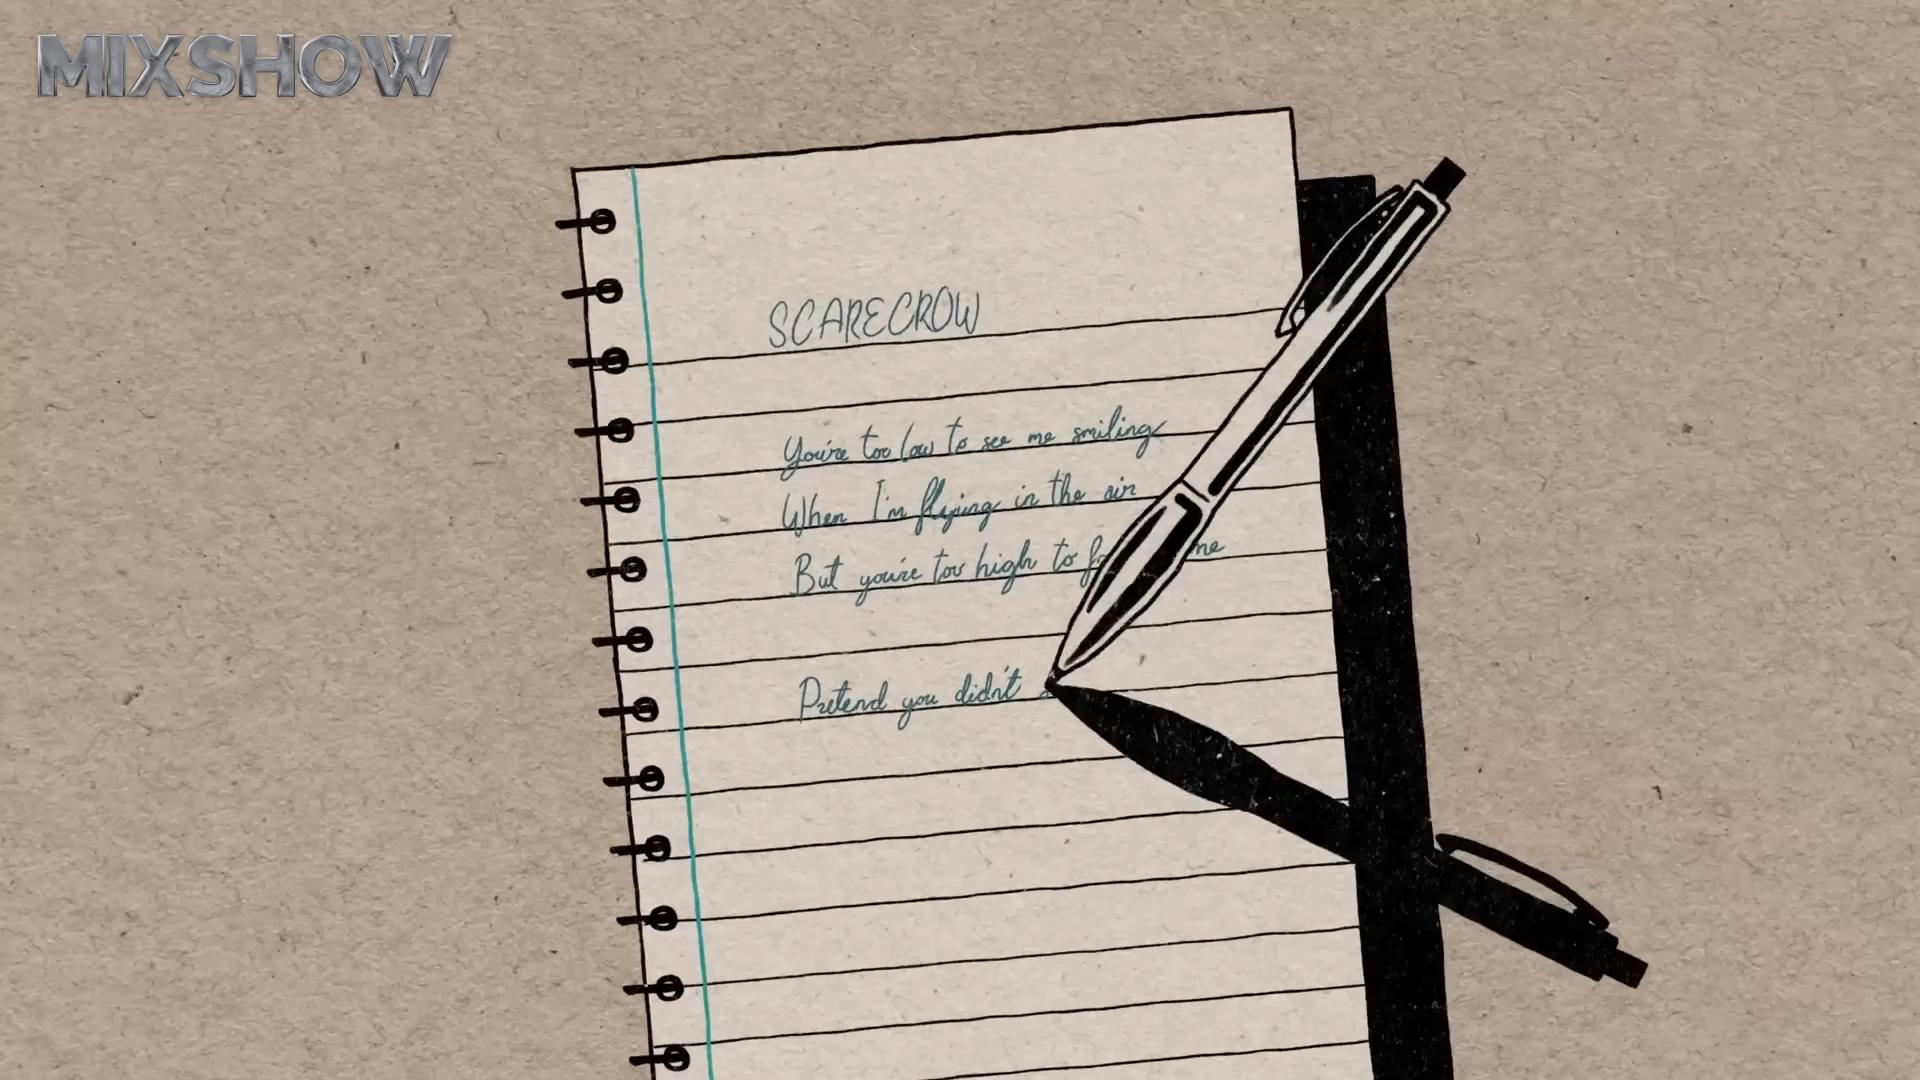 MIXSHOW
SCARECROW
You're too low to see me smiling
When I'm flying in the air
But you're too high to me
Pretend you didn't